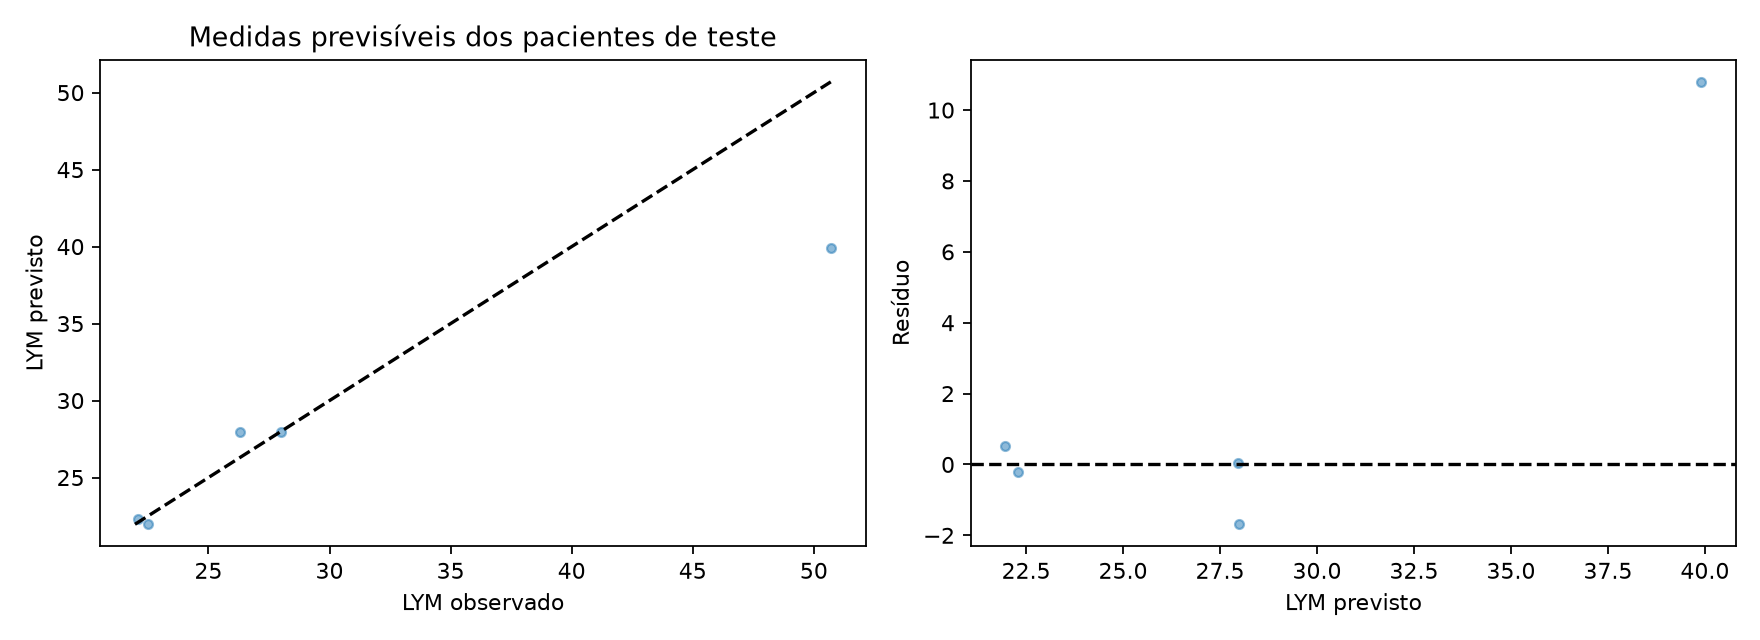 Medidas previsíveis dos pacientes de teste
LYM previsto
50
45
40
35
30
25
25 30 35 40 45 50
LYM observado
Resíduo
10
8
6
4
2
0
−2
22.5 25.0 27.5 30.0 32.5 35.0 37.5 40.0
LYM previsto